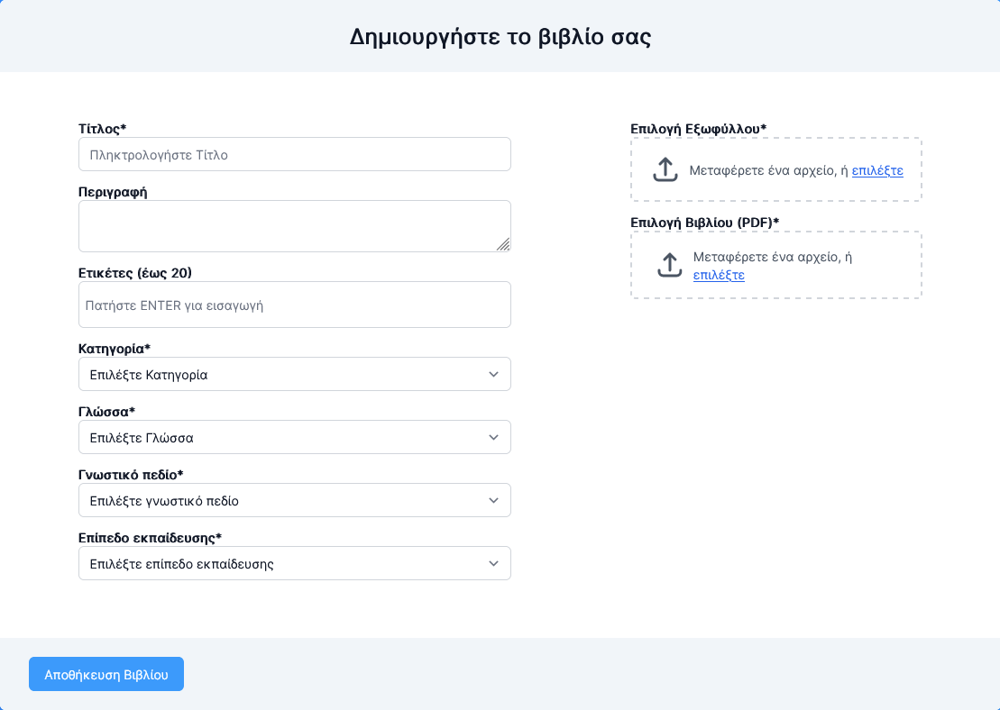 Δημιουργήστε το βιβλίο σας
Τίτλος*
Πληκτρολογήστε Τίτλο
Περιγραφή
Ετικέτες (έως 20)
Πατήστε ENTER για εισαγωγή
Κατηγορία*
Επιλέξτε Κατηγορία
Γλώσσα*
Επιλέξτε Γλώσσα
Γνωστικό πεδίο*
Επιλέξτε γνωστικό πεδίο
Επίπεδο εκπαίδευσης*
Επιλέξτε επίπεδο εκπαίδευσης
Επιλογή Εξωφύλλου*
Μεταφέρετε ένα αρχείο, ή επιλέξτε
Επιλογή Βιβλίου (PDF)*
Μεταφέρετε ένα αρχείο, ή
επιλέξτε
Αποθήκευση Βιβλίου